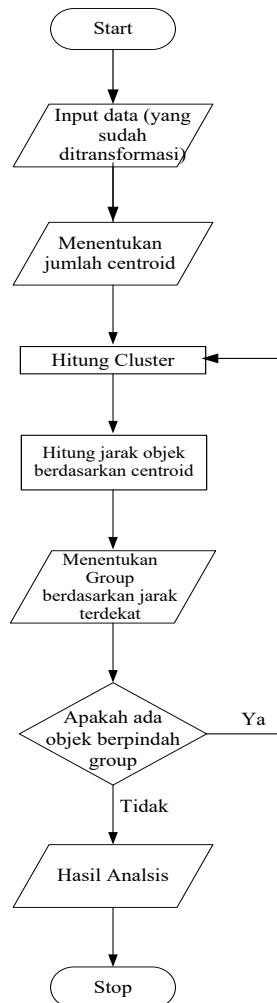 Start
Input data (yang
sudah
ditransformasi)
Menentukan
jumlah centroid
Hitung Cluster
Hitung jarak objek
berdasarkan centroid
Menentukan
Group
berdasarkan jarak
terdekat
Apakah ada
objek berpindah
group
Ya
Tidak
Hasil Analsis
Stop